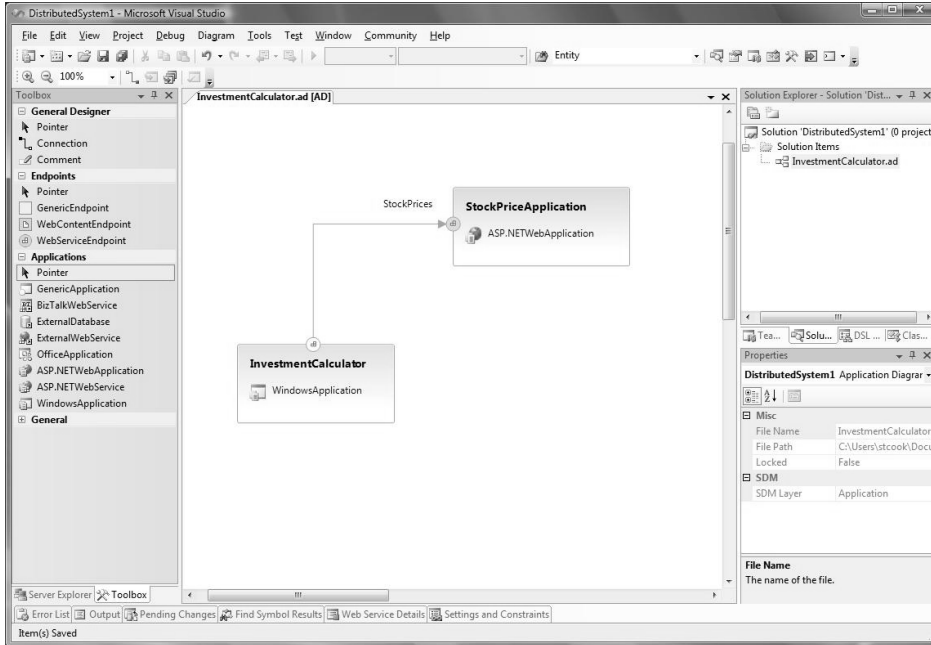 DistributedSystem1 - Microsoft Visual Studio
File Edit View Project Debug Diagram Tools Test Window Community Help
Entity
100%
Toolbox
General Designer
Pointer
Connection
Comment
Endpoints
Pointer
GenericEndpoint
WebContentEndpoint
WebServiceEndpoint
Applications
Pointer
GenericApplication
BizTalkWebService
ExternalDatabase
ExternalWebService
OfficeApplication
ASP.NETWebApplication
ASP.NETWebService
WindowsApplication
General
Server Explorer Toolbox
InvestmentCalculator.ad [AD]
StockPrices
StockPriceApplication
ASP.NETWebApplication
InvestmentCalculator
WindowsApplication
Solution Explorer - Solution 'Dist...
Solution 'DistributedSystem1' (0 project
Solution Items
InvestmentCalculator.ad
Tea... Solu... DSL ... Clas...
Properties
DistributedSystem1 Application Diagrar
Misc
File Name InvestmentCalculator
File Path C:\Users\stcook\Docu
Locked False
SDM
SDM Layer Application
File Name
The name of the file.
Error List Output Pending Changes Find Symbol Results Web Service Details Settings and Constraints
Item(s) Saved